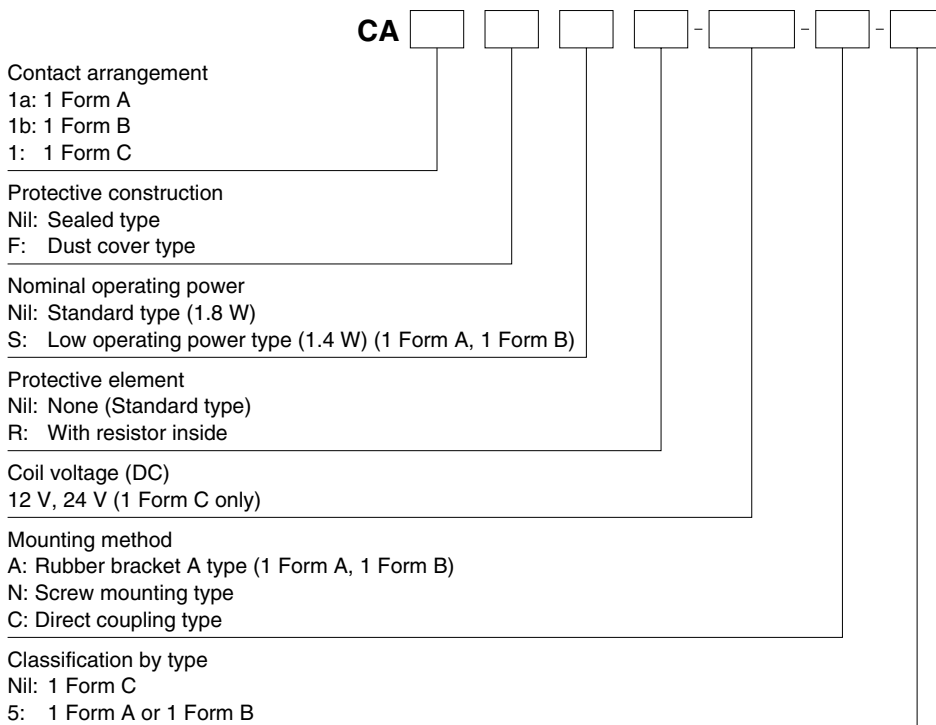 CA - - -
Contact arrangement
1a: 1 Form A
1b: 1 Form B
1: 1 Form C
Protective construction
Nil: Sealed type
F: Dust cover type
Nominal operating power
Nil: Standard type (1.8 W)
S: Low operating power type (1.4 W) (1 Form A, 1 Form B)
Protective element
Nil: None (Standard type)
R: With resistor inside
Coil voltage (DC)
12 V, 24 V (1 Form C only)
Mounting method
A: Rubber bracket A type (1 Form A, 1 Form B)
N: Screw mounting type
C: Direct coupling type
Classification by type
Nil: 1 Form C
5: 1 Form A or 1 Form B